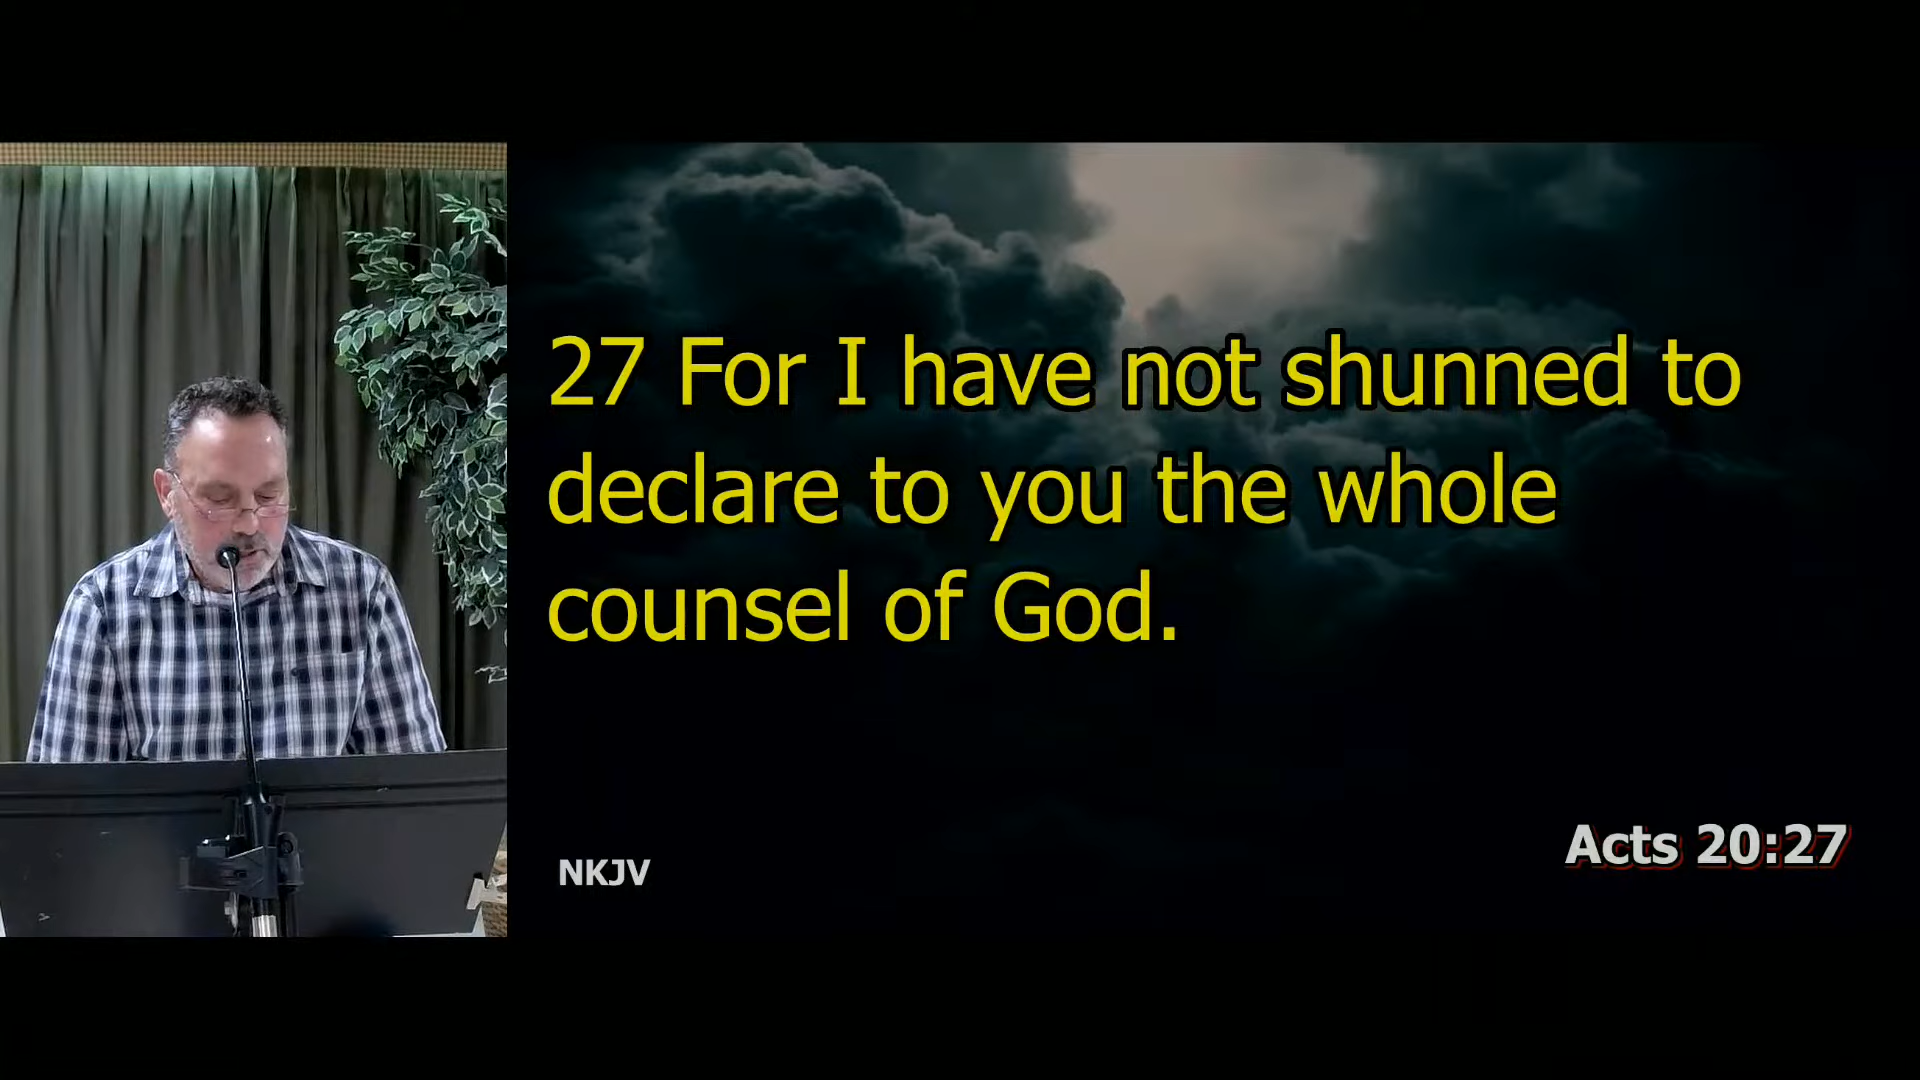 27 For I have not shunned to
declare to you the whole
counsel of God.
Acts 20:27
NKJV